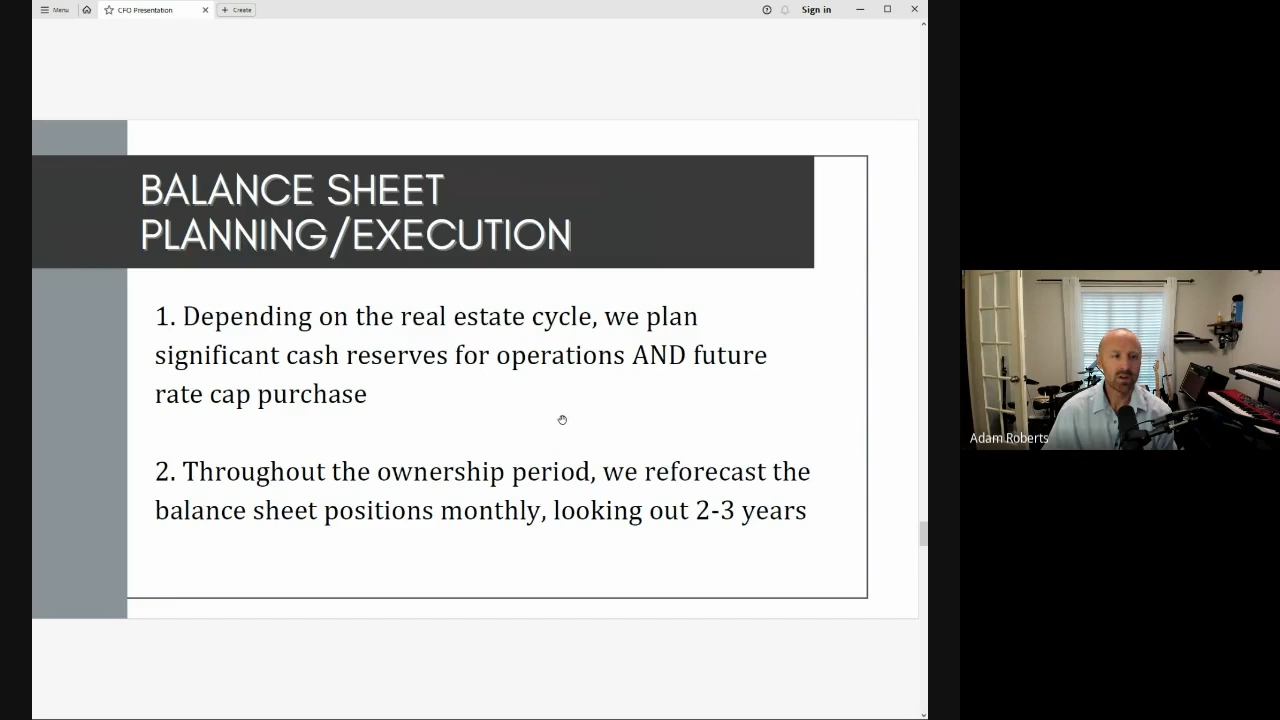 Menu
CFO Presentation
Create
Sign in
BALANCE SHEET
PLANNING/EXECUTION
1. Depending on the real estate cycle, we plan
significant cash reserves for operations AND future
rate cap purchase
2. Throughout the ownership period, we reforecast the
balance sheet positions monthly, looking out 2-3 years
Adam Roberts